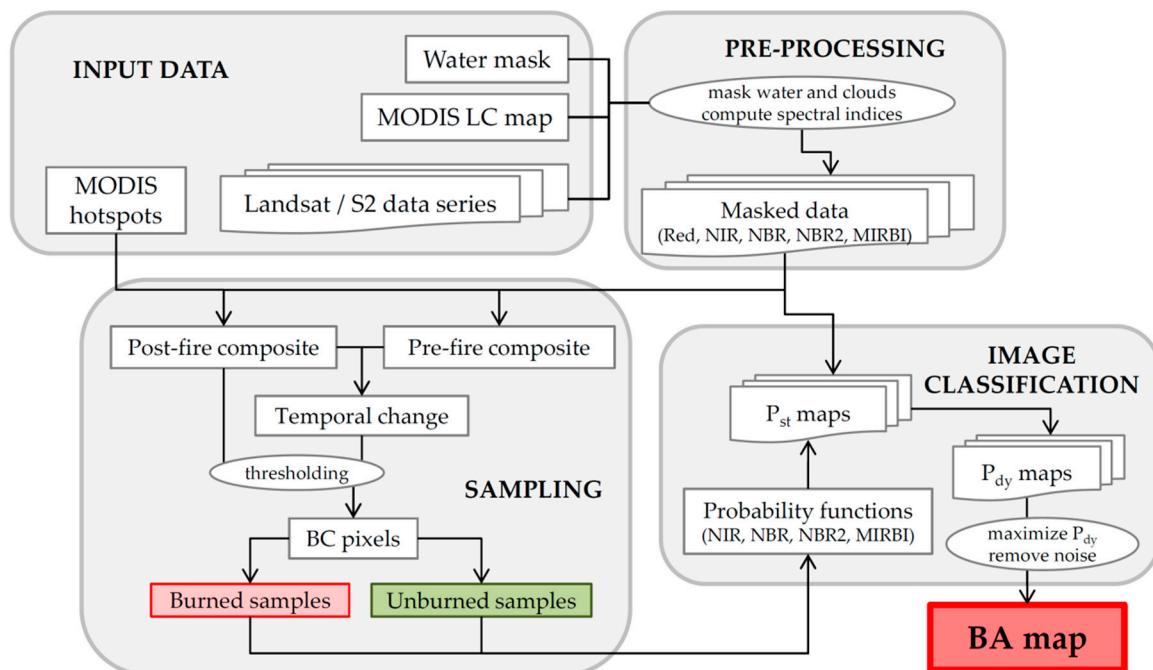 INPUT DATA
Water mask
MODIS LC map
MODIS
hotspots
Landsat / S2 data series
PRE-PROCESSING
mask water and clouds
compute spectral indices
Masked data
(Red, NIR, NBR, NBR2, MIRBI)
Post-fire composite
Pre-fire composite
Temporal change
thresholding
SAMPLING
BC pixels
Burned samples
Unburned samples
IMAGE
CLASSIFICATION
Pst maps
Pdy maps
Probability functions
(NIR, NBR, NBR2, MIRBI)
maximize Pdy
remove noise
BA map